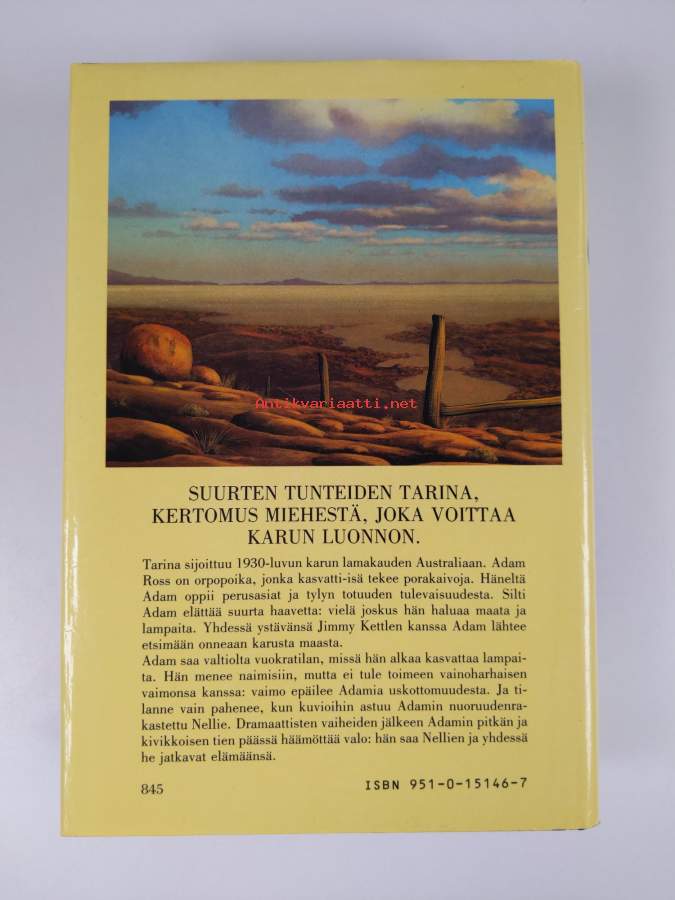 Antikvariaatti.net
SUURTEN TUNTEIDEN TARINA,
KERTOMUS MIEHESTÄ, JOKA VOITTAA
KARUN LUONNON.
Tarina sijoittuu 1930-luvun karun lamakauden Australiaan. Adam
Ross on orpopoika, jonka kasvatti-isä tekee porakaivoja. Häneltä
Adam oppii perusasiat ja tylyn totuuden tulevaisuudesta. Silti
Adam elättää suurta haavetta: vielä joskus hän haluaa maata ja
lampaita. Yhdessä ystävänsä Jimmy Kettlen kanssa Adam lähtee
etsimään onneaan karusta maasta.
Adam saa valtiolta vuokratilan, missä hän alkaa kasvattaa lampai-
ta. Hän menee naimisiin, mutta ei tule toimeen vainoharhaisen
vaimonsa kanssa: vaimo epäilee Adamia uskottomuudesta. Ja ti-
lanne vain pahenee, kun kuvioihin astuu Adamin nuoruudenra-
kastettu Nellie. Dramaattisten vaiheiden jälkeen Adamin pitkän ja
kivikkoisen tien päässä häämöttää valo: hän saa Nellien ja yhdessä
he jatkavat elämäänsä.
845
ISBN 951-0-15146-7